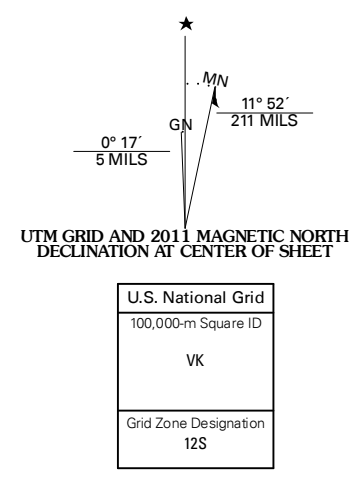 MN
GN
11° 52´
211 MILS
0° 17´
5 MILS
UTM GRID AND 2011 MAGNETIC NORTH
DECLINATION AT CENTER OF SHEET
U.S. National Grid
100,000-m Square ID
VK
Grid Zone Designation
12S